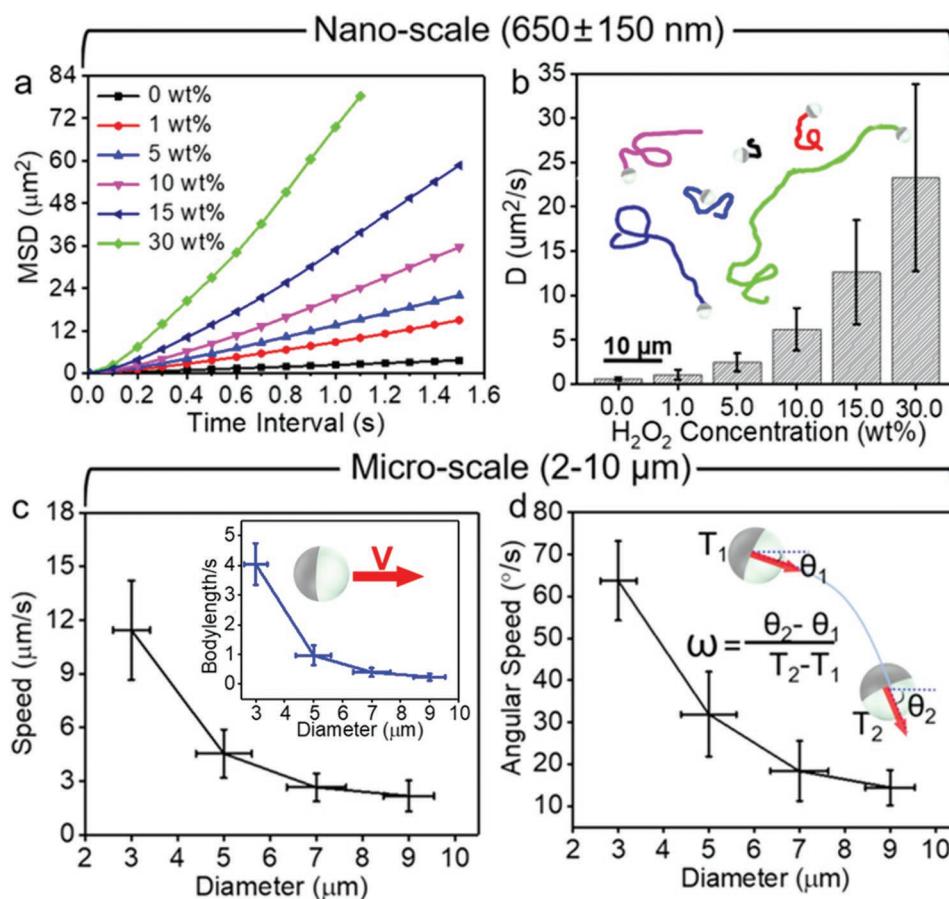 Nano-scale (650±150 nm)
a
84
72
60
48
36
24
12
0
MSD (μm²)
0 wt%
1 wt%
5 wt%
10 wt%
15 wt%
30 wt%
0.0 0.2 0.4 0.6 0.8 1.0 1.2 1.4 1.6
Time Interval (s)
b
35
30
25
20
15
10
5
0
D (um²/s)
10 μm
0.0 1.0 5.0 10.0 15.0 30.0
H₂O₂ Concentration (wt%)
Micro-scale (2-10 μm)
c
18
15
12
9
6
3
0
Speed (μm/s)
5
4
3
2
1
0
Bodylength/s
V
3 4 5 6 7 8 9 10
Diameter (μm)
2 3 4 5 6 7 8 9 10
Diameter (μm)
d
80
70
60
50
40
30
20
10
Angular Speed (°/s)
T₁
θ₁
ω = θ₂- θ₁
T₂-T₁
T₂
θ₂
2 3 4 5 6 7 8 9 10
Diameter (μm)